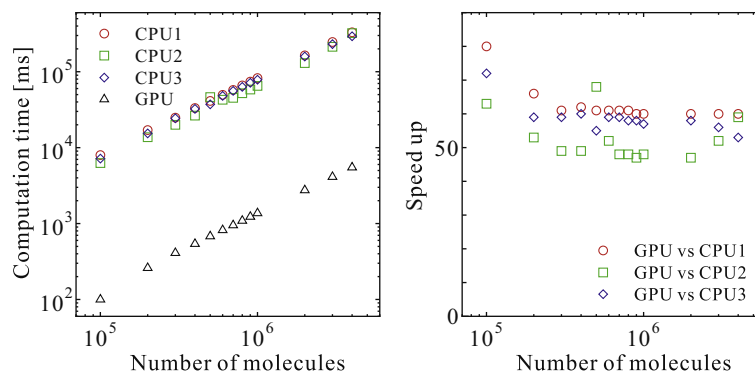 Computation time [ms]
10^5
10^4
10^3
10^2
CPU1
CPU2
CPU3
GPU
10^5
10^6
Number of molecules
Speed up
50
0
GPU vs CPU1
GPU vs CPU2
GPU vs CPU3
10^5
10^6
Number of molecules